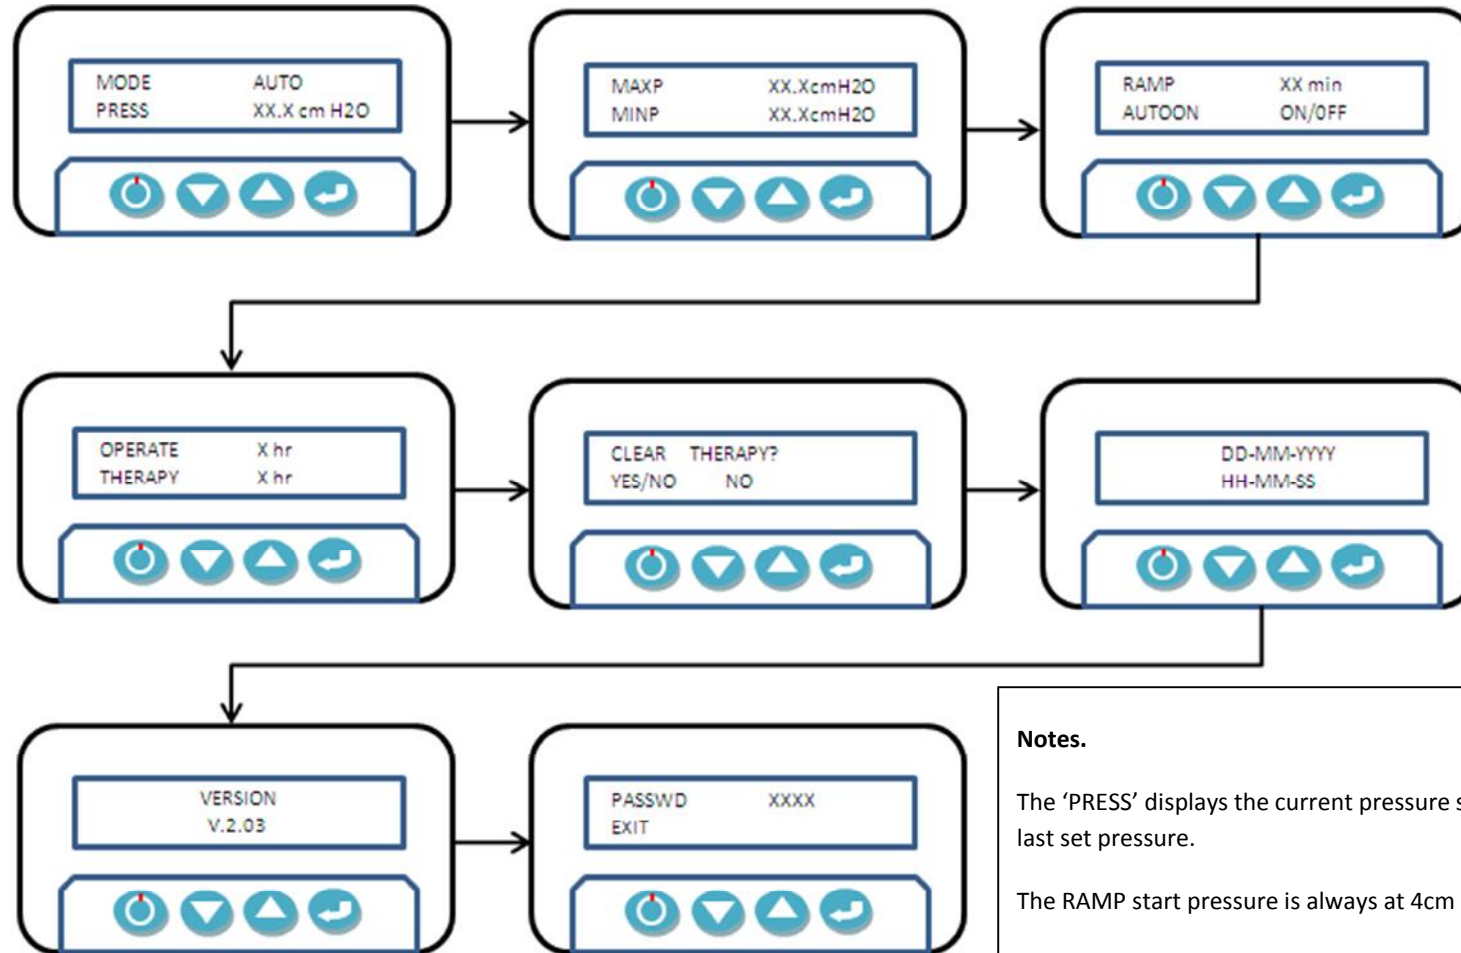 MODE AUTO
PRESS XX.X cm H2O
MAXP XX.XcmH2O
MINP XX.XcmH2O
RAMP XX min
AUTOON ON/0FF
OPERATE X hr
THERAPY X hr
CLEAR THERAPY?
YES/NO NO
DD-MM-YYYY
HH-MM-SS
VERSION
V.2.03
PASSWD XXXX
EXIT
Notes.
The ‘PRESS’ displays the current pressure
last set pressure.
The RAMP start pressure is always at 4cm